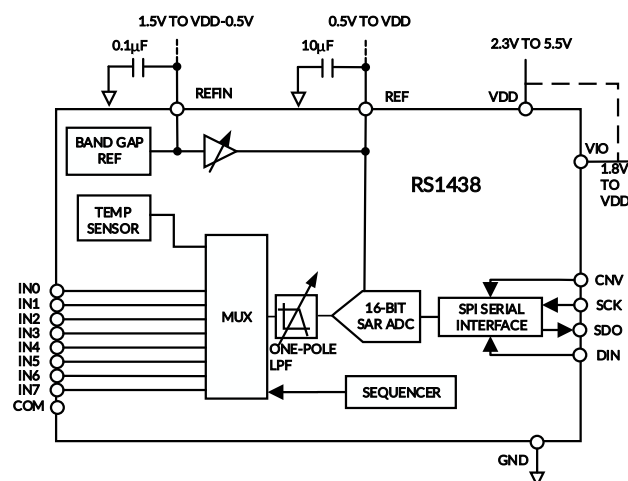 1.5V TO VDD-0.5V
0.5V TO VDD
0.1µF
10µF
2.3V TO 5.5V
REFIN
REF
VDD
BAND GAP
REF
VIO
1.8V
TO
VDD
RS1438
TEMP
SENSOR
IN0
IN1
IN2
IN3
IN4
IN5
IN6
IN7
COM
MUX
ONE-POLE
LPF
16-BIT
SAR ADC
SPI SERIAL
INTERFACE
CNV
SCK
SDO
DIN
SEQUENCER
GND